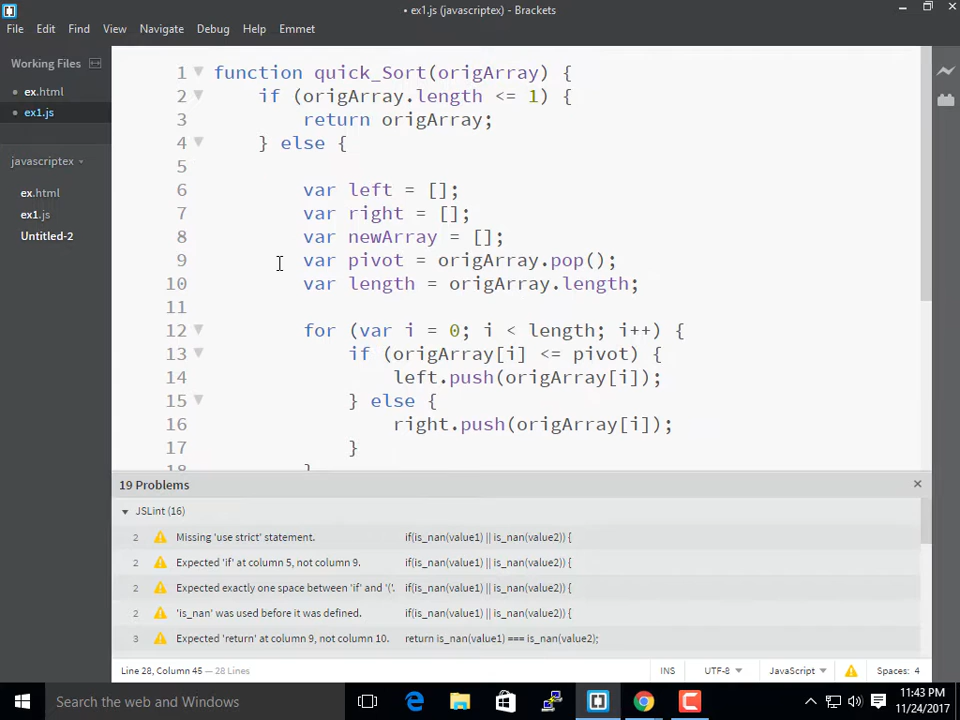 • ex1.js (javascriptex) - Brackets
File Edit Find View Navigate Debug Help Emmet
Working Files
• ex.html
• ex1.js
javascriptex
ex.html
ex1.js
Untitled-2
1 function quick_Sort(origArray) {
2 if (origArray.length <= 1) {
3 return origArray;
4 } else {
5
6 var left = [];
7 var right = [];
8 var newArray = [];
9 var pivot = origArray.pop();
10 var length = origArray.length;
11
12 for (var i = 0; i < length; i++) {
13 if (origArray[i] <= pivot) {
14 left.push(origArray[i]);
15 } else {
16 right.push(origArray[i]);
17 }
18 }
19 Problems
JSLint (16)
2 Missing 'use strict' statement. if(is_nan(value1) || is_nan(value2)) {
2 Expected 'if' at column 5, not column 9. if(is_nan(value1) || is_nan(value2)) {
2 Expected exactly one space between 'if' and '('. if(is_nan(value1) || is_nan(value2)) {
2 'is_nan' was used before it was defined. if(is_nan(value1) || is_nan(value2)) {
3 Expected 'return' at column 9, not column 10. return is_nan(value1) === is_nan(value2);
Line 28, Column 45 — 28 Lines INS UTF-8 JavaScript Spaces: 4
Search the web and Windows
11:43 PM
11/24/2017